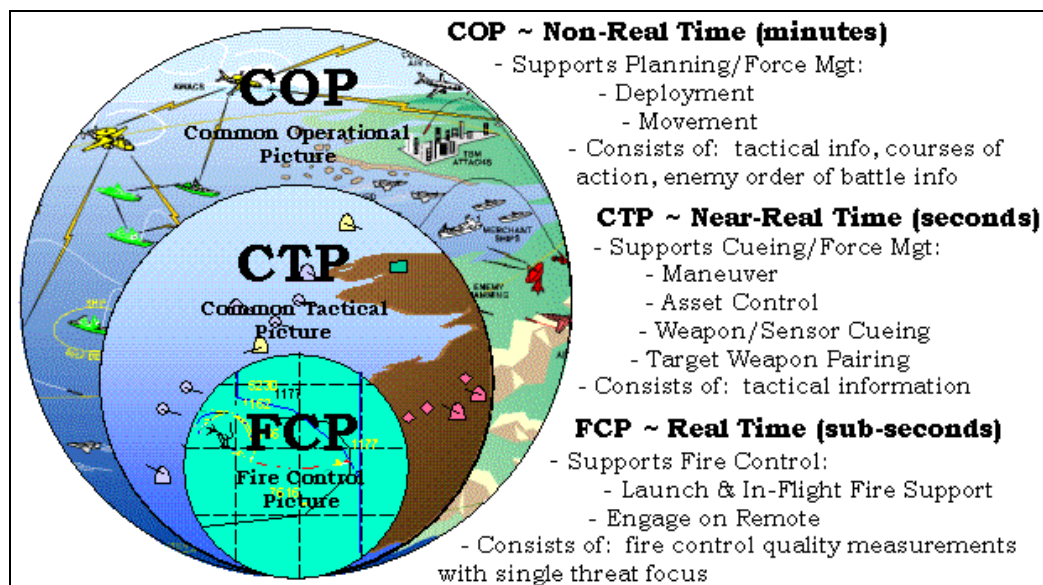 COP ~ Non-Real Time (minutes)
- Supports Planning/Force Mgt:
- Deployment
- Movement
- Consists of: tactical info, courses of
action, enemy order of battle info
CTP ~ Near-Real Time (seconds)
- Supports Cueing/Force Mgt:
- Maneuver
- Asset Control
- Weapon/Sensor Cueing
- Target Weapon Pairing
- Consists of: tactical information
FCP ~ Real Time (sub-seconds)
- Supports Fire Control:
- Launch & In-Flight Fire Support
- Engage on Remote
- Consists of: fire control quality measurements
with single threat focus
AWACS
COP
Common Operational
Picture
TBM
ATTACKS
MERCHANT
SHIPS
ENEMY
CTP
Common Tactical
Picture
SHIP
1177
1162
1177
FCP
Fire Control
Picture